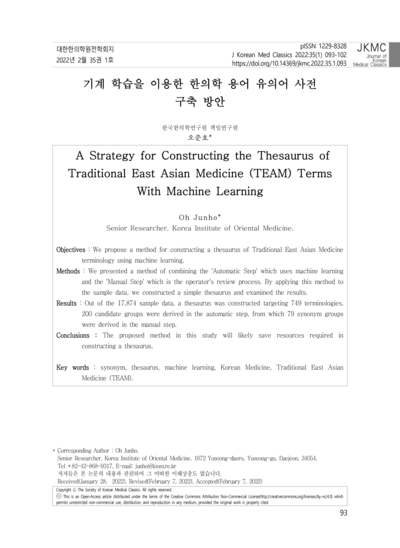 대한한의학원전학회지
2022년 2월 35권 1호
pISSN 1229-8328
J Korean Med Classics 2022;35(1) 093-102
https://doi.org/10.14369/jkmc.2022.35.1.093
JKMC
Journal of
Korean
Medical Classics
기계 학습을 이용한 한의학 용어 유의어 사전
구축 방안
한국한의학연구원 책임연구원
오준호*
A Strategy for Constructing the Thesaurus of
Traditional East Asian Medicine (TEAM) Terms
With Machine Learning
Oh Junho*
Senior Researcher, Korea Institute of Oriental Medicine.
Objectives : We propose a method for constructing a thesaurus of Traditional East Asian Medicine
terminology using machine learning.
Methods : We presented a method of combining the 'Automatic Step' which uses machine learning
and the 'Manual Step' which is the operator's review process. By applying this method to
the sample data, we constructed a simple thesaurus and examined the results.
Results : Out of the 17,874 sample data, a thesaurus was constructed targeting 749 terminologies.
200 candidate groups were derived in the automatic step, from which 79 synonym groups
were derived in the manual step.
Conclusions : The proposed method in this study will likely save resources required in
constructing a thesaurus.
Key words : synonym, thesaurus, machine learning, Korean Medicine, Traditional East Asian
Medicine (TEAM).
* Corresponding Author : Oh Junho.
Senior Researcher, Korea Institute of Oriental Medicine. 1672 Yuseong-daero, Yuseong-gu, Daejeon, 34054,
Tel +82-42-868-9317, E-mail: junho@kiom.re.kr
저자들은 본 논문의 내용과 관련하여 그 어떠한 이해상충도 없습니다.
Received(January 28, 2022), Revised(February 7, 2022), Accepted(February 7, 2022)
Copyright © The Society of Korean Medical Classics. All rights reserved.
This is an Open-Access article distributed under the terms of the Creative Commons Attribution Non-Commercial License(http://creativecommons.org/licenses/by-nc/4.0) which
permits unrestricted non-commercial use, distribution, and reproduction in any medium, provided the original work is properly cited.
93